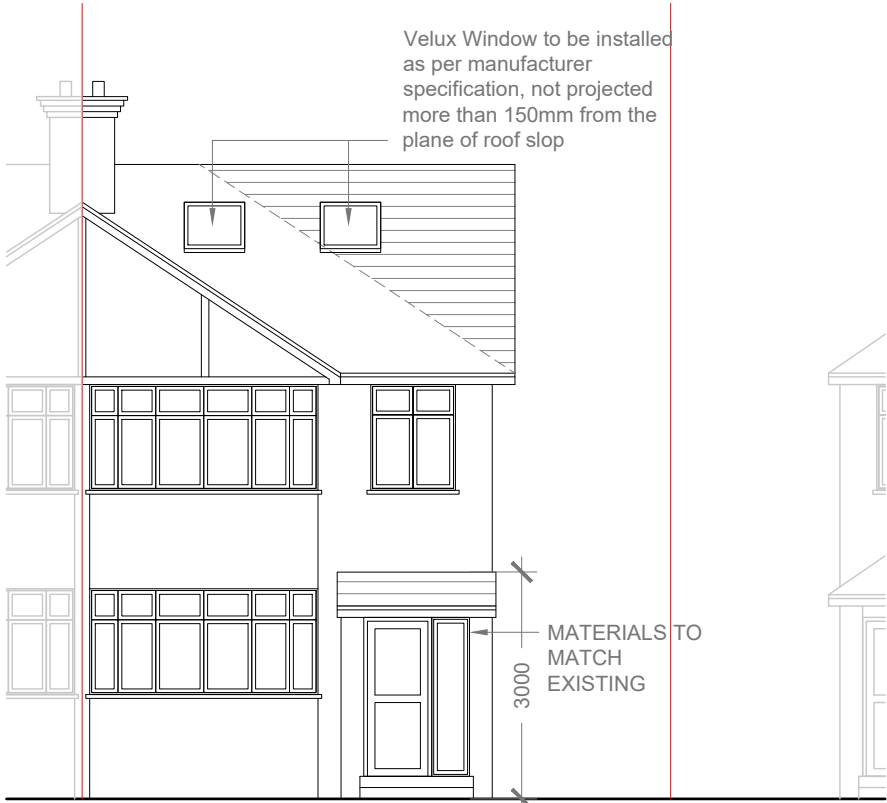 Velux Window to be installed
as per manufacturer
specification, not projected
more than 150mm from the
plane of roof slop
MATERIALS TO
MATCH
EXISTING
3000